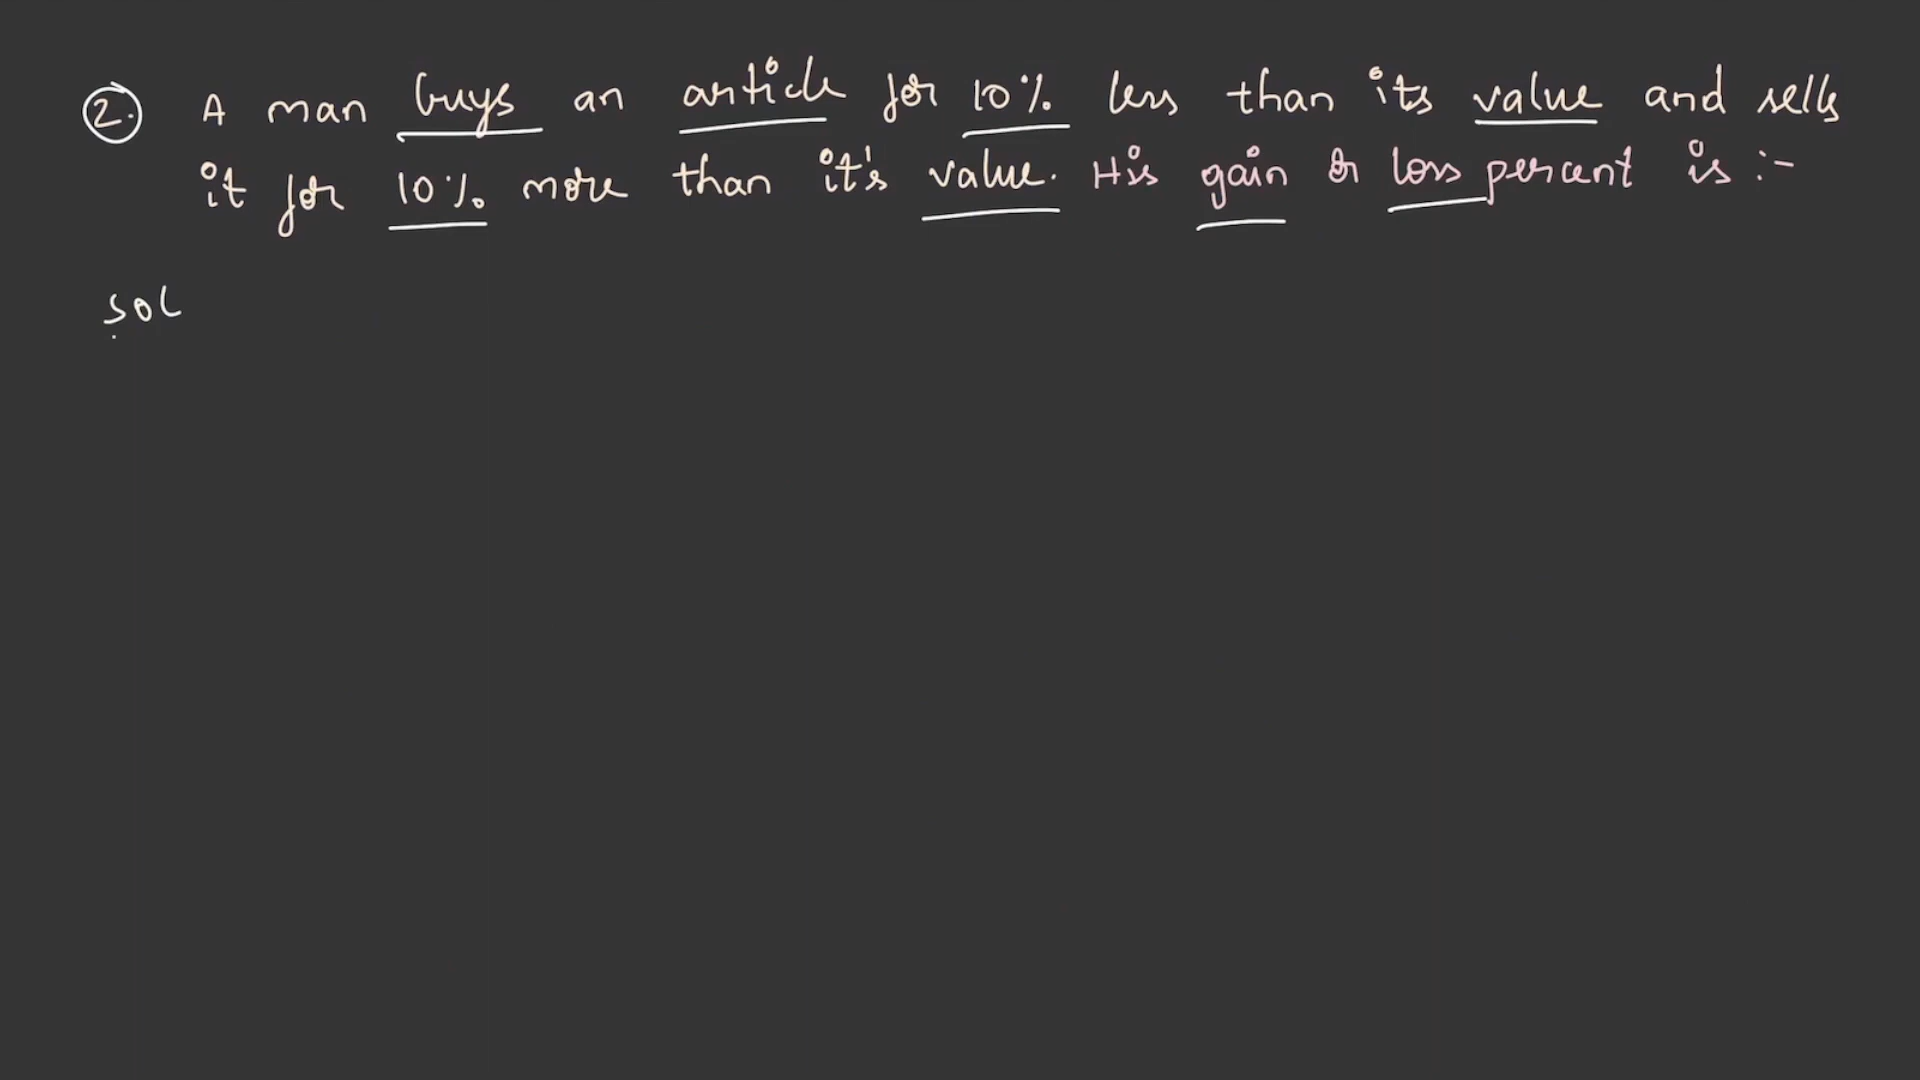 2. A man buys an article for 10% less than its value and sells
it for 10% more than it's value. His gain or loss percent is :-
SOL